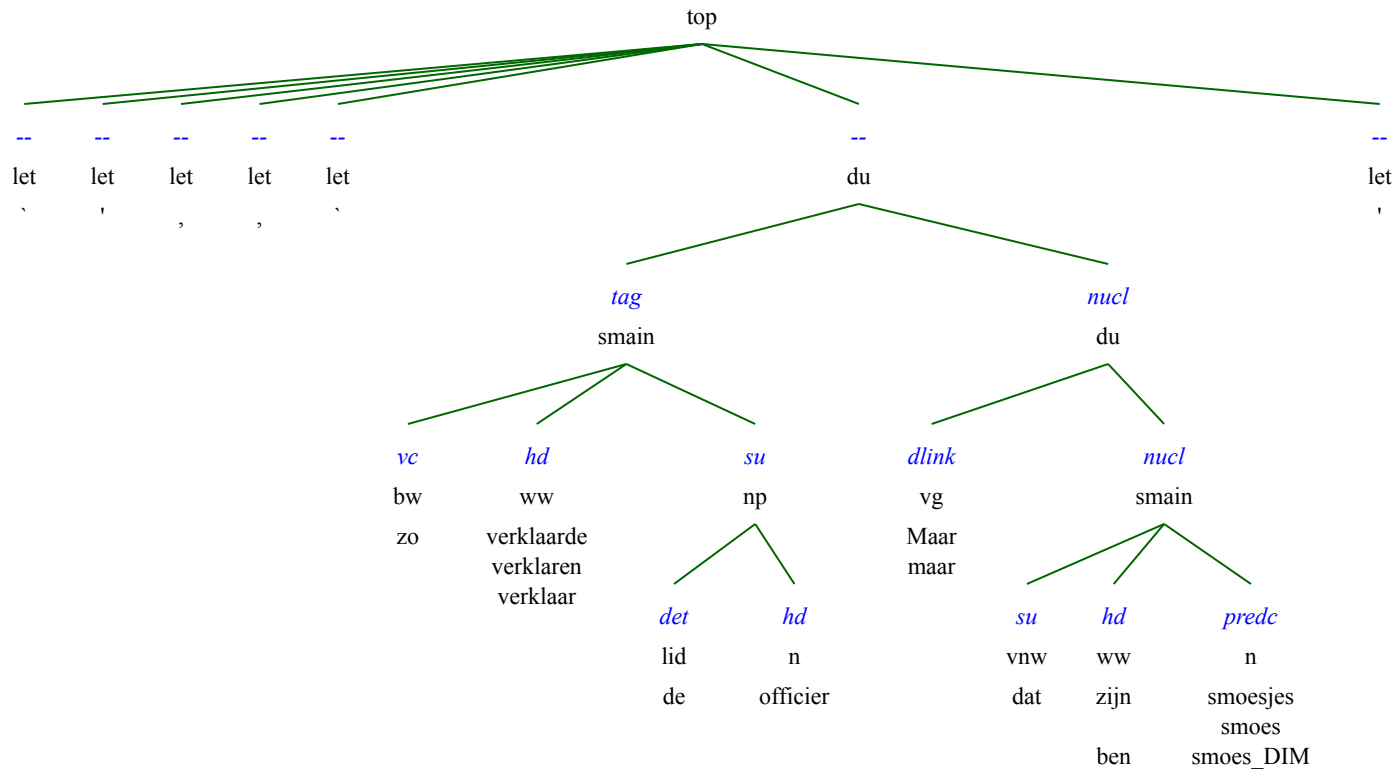 top
-- -- -- -- -- -- --
let let let let let du let
` ' , , ` '
tag nucl
smain du
vc hd su dlink nucl
bw ww np vg smain
zo verklaarde Maar
verklaren maar
verklaar
det hd su hd predc
lid n vnw ww n
de officier dat zijn smoesjes
smoes
ben smoes_DIM